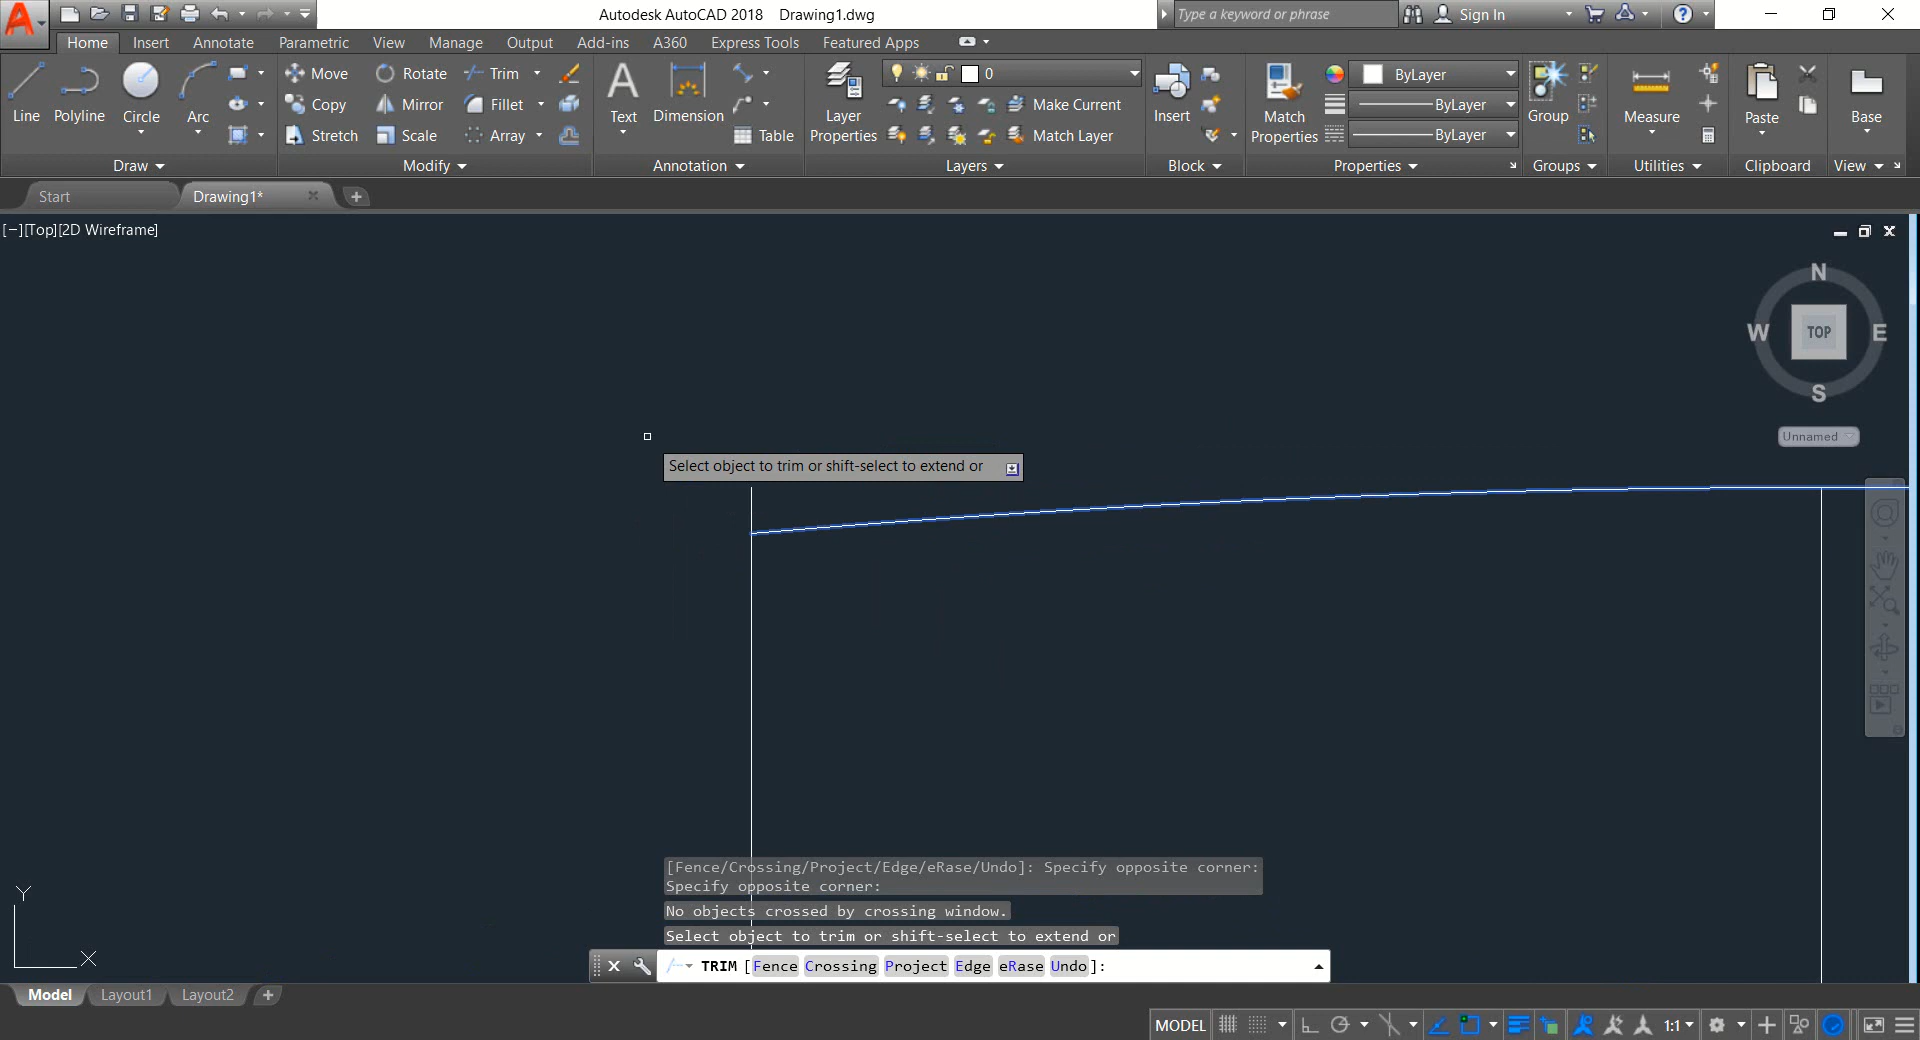 Autodesk AutoCAD 2018 Drawing1.dwg
Type a keyword or phrase
Sign In
Home Insert Annotate Parametric View Manage Output Add-ins A360 Express Tools Featured Apps
Line Polyline Circle Arc
Move Rotate Trim
Copy Mirror Fillet
Stretch Scale Array
Text Dimension
Table
Layer Properties
0
Make Current
Match Layer
Insert
Match Properties
ByLayer
ByLayer
ByLayer
Group
Measure
Paste
Base
Draw Modify Annotation Layers Block Properties Groups Utilities Clipboard View
Start Drawing1*
[−][Top][2D Wireframe]
N
W TOP E
S
Unnamed
Select object to trim or shift-select to extend or
[Fence/Crossing/Project/Edge/eRase/Undo]: Specify opposite corner:
Specify opposite corner:
No objects crossed by crossing window.
Select object to trim or shift-select to extend or
TRIM [Fence Crossing Project Edge eRase Undo]:
Y
X
Model Layout1 Layout2
MODEL 1:1